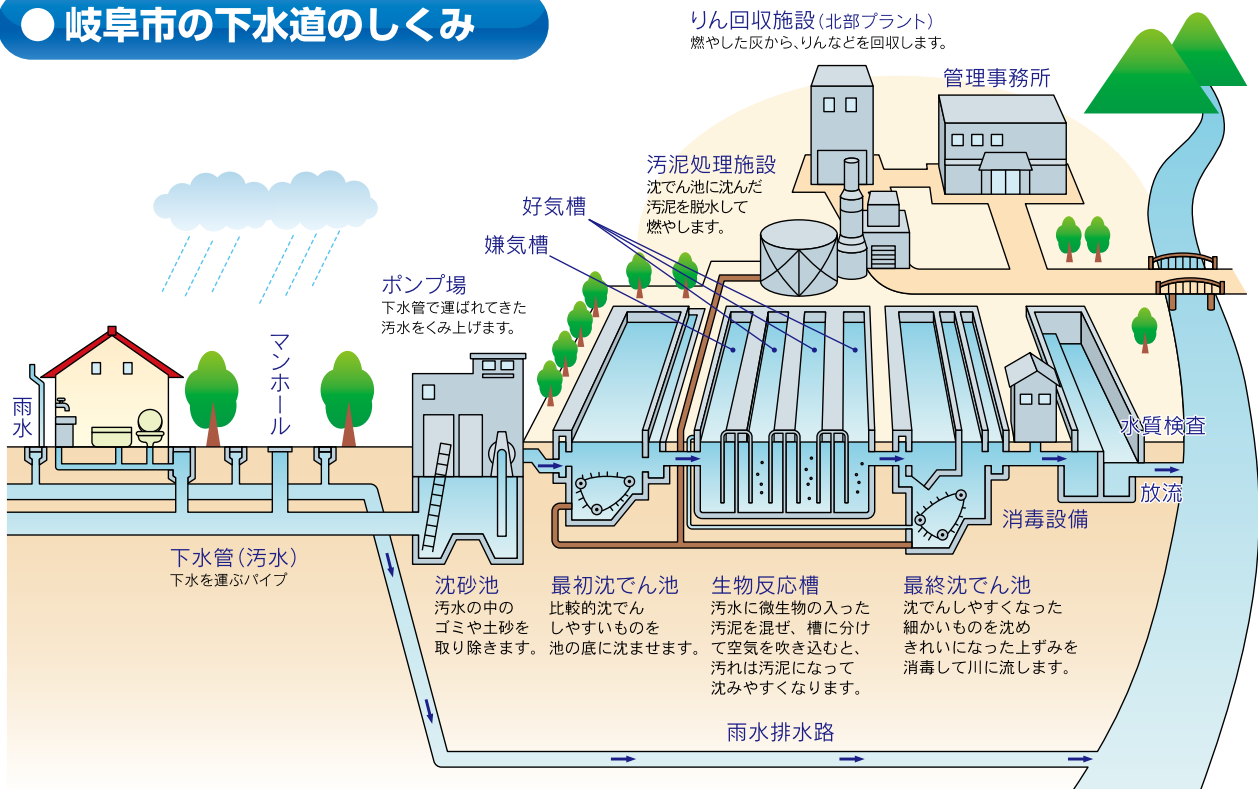 ● 岐阜市の下水道のしくみ
りん回収施設(北部プラント)
燃やした灰から、りんなどを回収します。
管理事務所
汚泥処理施設
沈でん池に沈んだ
汚泥を脱水して
燃やします。
好気槽
嫌気槽
ポンプ場
下水管で運ばれてきた
汚水をくみ上げます。
マンホール
雨水
水質検査
放流
消毒設備
下水管(汚水)
下水を運ぶパイプ
沈砂池
汚水の中の
ゴミや土砂を
取り除きます。
最初沈でん池
比較的沈でん
しやすいものを
池の底に沈ませます。
生物反応槽
汚水に微生物の入った
汚泥を混ぜ、槽に分け
て空気を吹き込むと、
汚れは汚泥になって
沈みやすくなります。
最終沈でん池
沈でんしやすくなった
細かいものを沈め
きれいになった上ずみを
消毒して川に流します。
雨水排水路